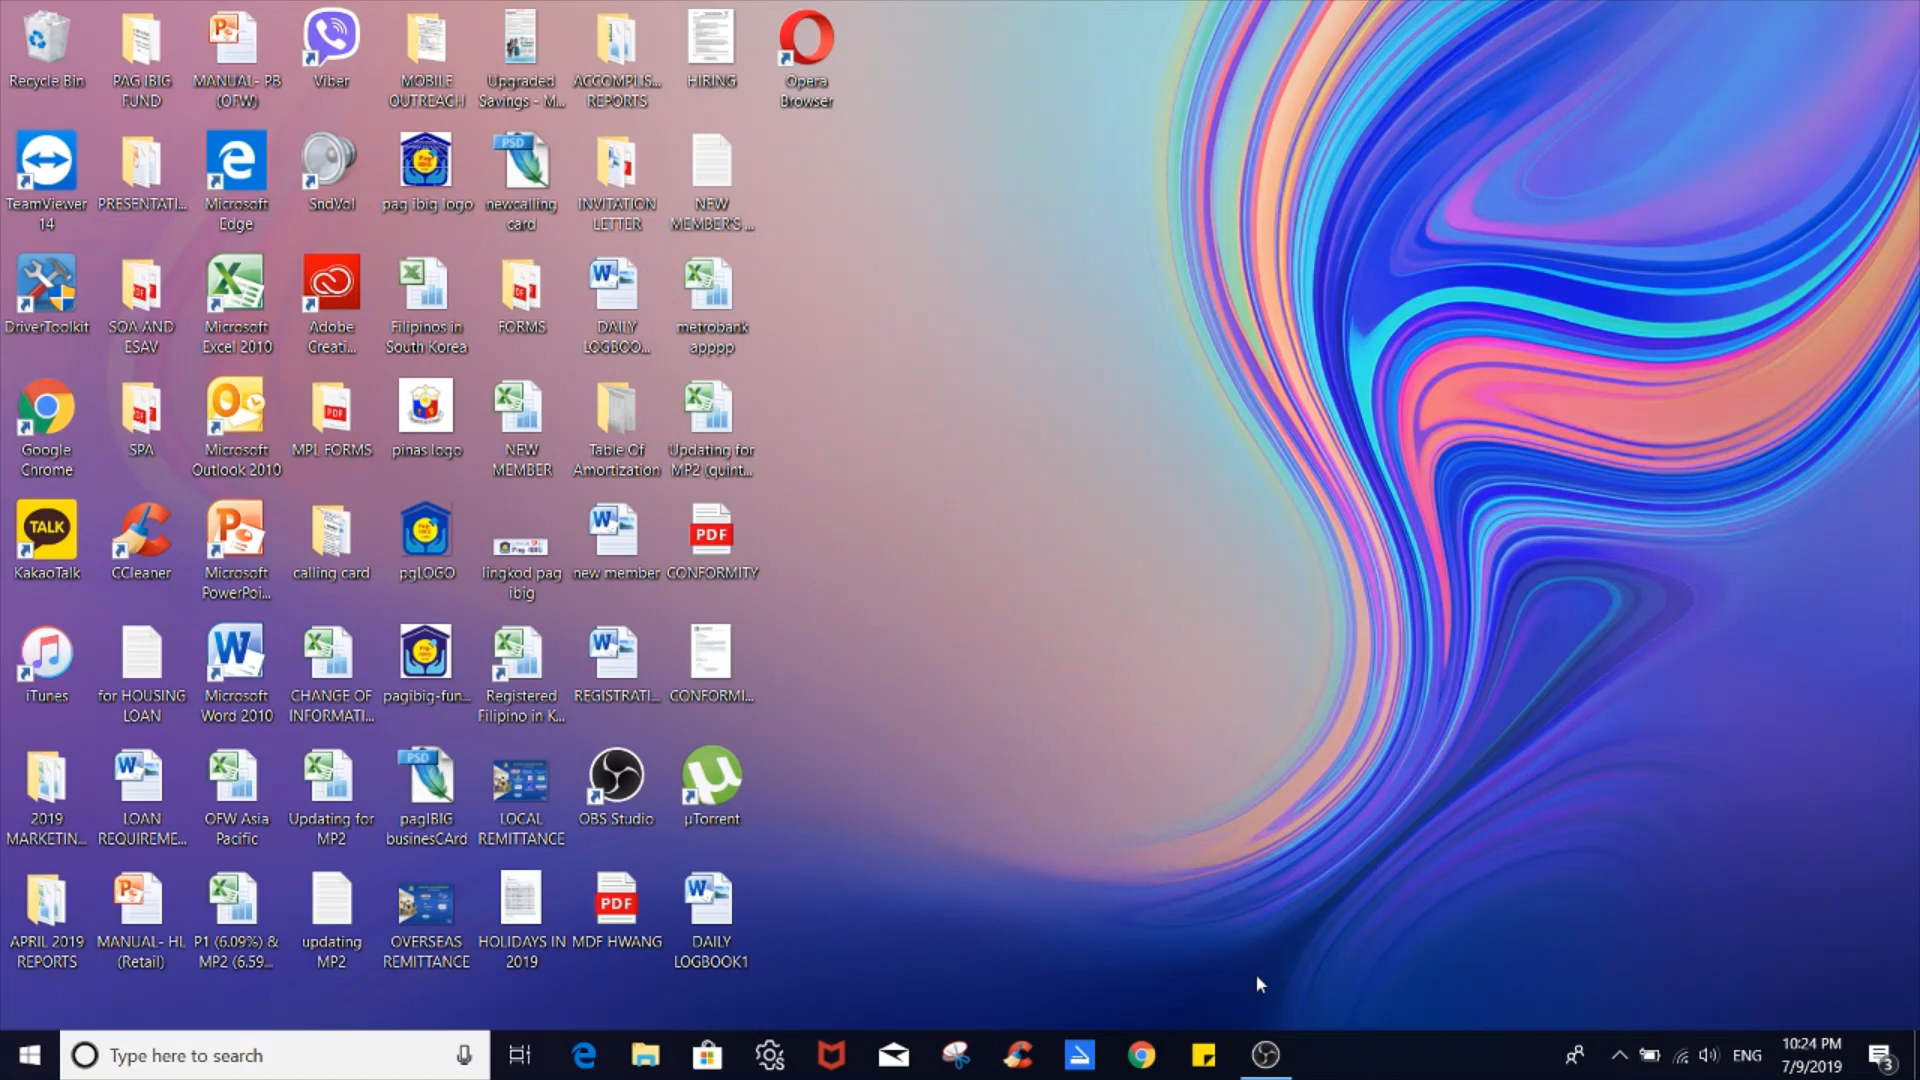 Recycle Bin
PAG IBIG
FUND
MANUAL- PB
(OFW)
Viber
MOBILE
OUTREACH
Upgraded
Savings - M...
ACCOMPLIS...
REPORTS
HIRING
Opera
Browser
TeamViewer
14
PRESENTATI...
Microsoft
Edge
SndVol
pag ibig logo
PSD
newcalling
card
INVITATION
LETTER
NEW
MEMBER'S ...
DriverToolkit
SOA AND
ESAV
Microsoft
Excel 2010
Adobe
Creati...
Filipinos in
South Korea
FORMS
DAILY
LOGBOO...
metrobank
apppp
Google
Chrome
SPA
Microsoft
Outlook 2010
MPL FORMS
pinas logo
NEW
MEMBER
Table Of
Amortization
Updating for
MP2 (quint...
TALK
KakaoTalk
CCleaner
Microsoft
PowerPoi...
calling card
pgLOGO
lingkod pag
ibig
new member
PDF
CONFORMITY
iTunes
for HOUSING
LOAN
Microsoft
Word 2010
CHANGE OF
INFORMATI...
pagibig-fun...
Registered
Filipino in K...
REGISTRATI...
CONFORMI...
2019
MARKETIN...
LOAN
REQUIREME...
OFW Asia
Pacific
Updating for
MP2
PSD
pagIBIG
businesCArd
LOCAL
REMITTANCE
OBS Studio
µTorrent
APRIL 2019
REPORTS
MANUAL- HL
(Retail)
P1 (6.09%) &
MP2 (6.59...
updating
MP2
OVERSEAS
REMITTANCE
HOLIDAYS IN
2019
PDF
MDF HWANG
DAILY
LOGBOOK1
Type here to search
ENG
10:24 PM
7/9/2019
3